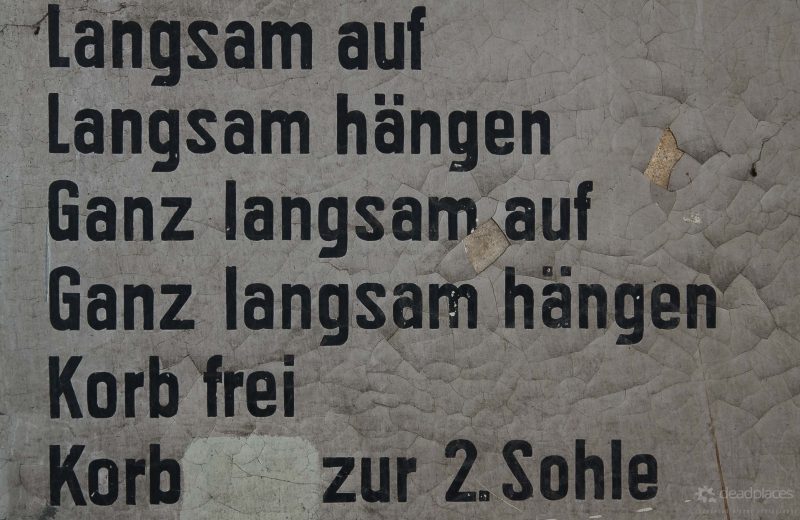 Langsam auf
Langsam hängen
Ganz langsam auf
Ganz langsam hängen
Korb frei
Korb zur 2. Sohle
deadplaces